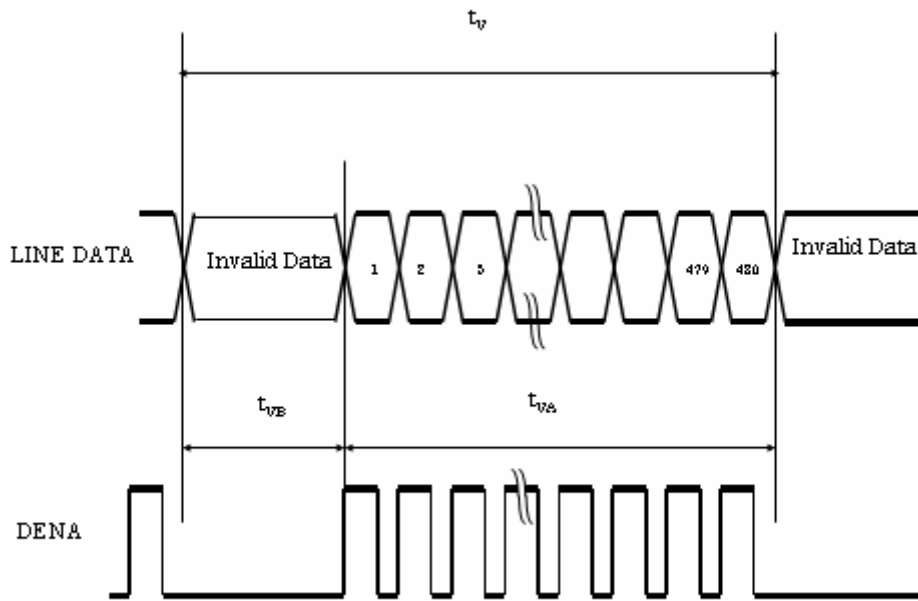 tV
LINE DATA
Invalid Data
1
2
3
479
480
Invalid Data
tVB
tVA
DENA